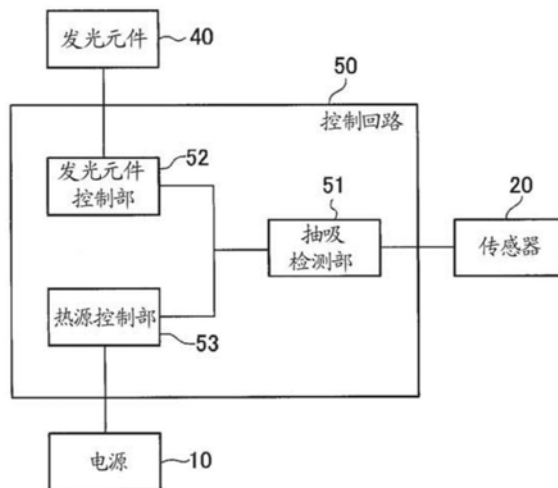 发光元件
40
50
控制回路
发光元件
控制部
52
51
抽吸
检测部
20
传感器
热源控制部
53
电源
10